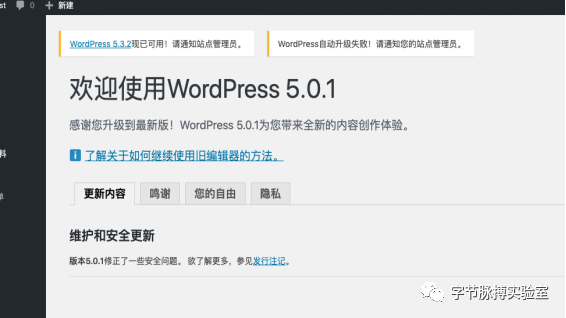 st 0 新建
WordPress 5.3.2现已可用！请通知站点管理员。
WordPress自动升级失败！请通知您的站点管理员。
欢迎使用WordPress 5.0.1
感谢您升级到最新版！WordPress 5.0.1为您带来全新的内容创作体验。
了解关于如何继续使用旧编辑器的方法。
料
单
更新内容 鸣谢 您的自由 隐私
维护和安全更新
版本5.0.1修正了一些安全问题。 欲了解更多，参见发行注记。
字节脉搏实验室